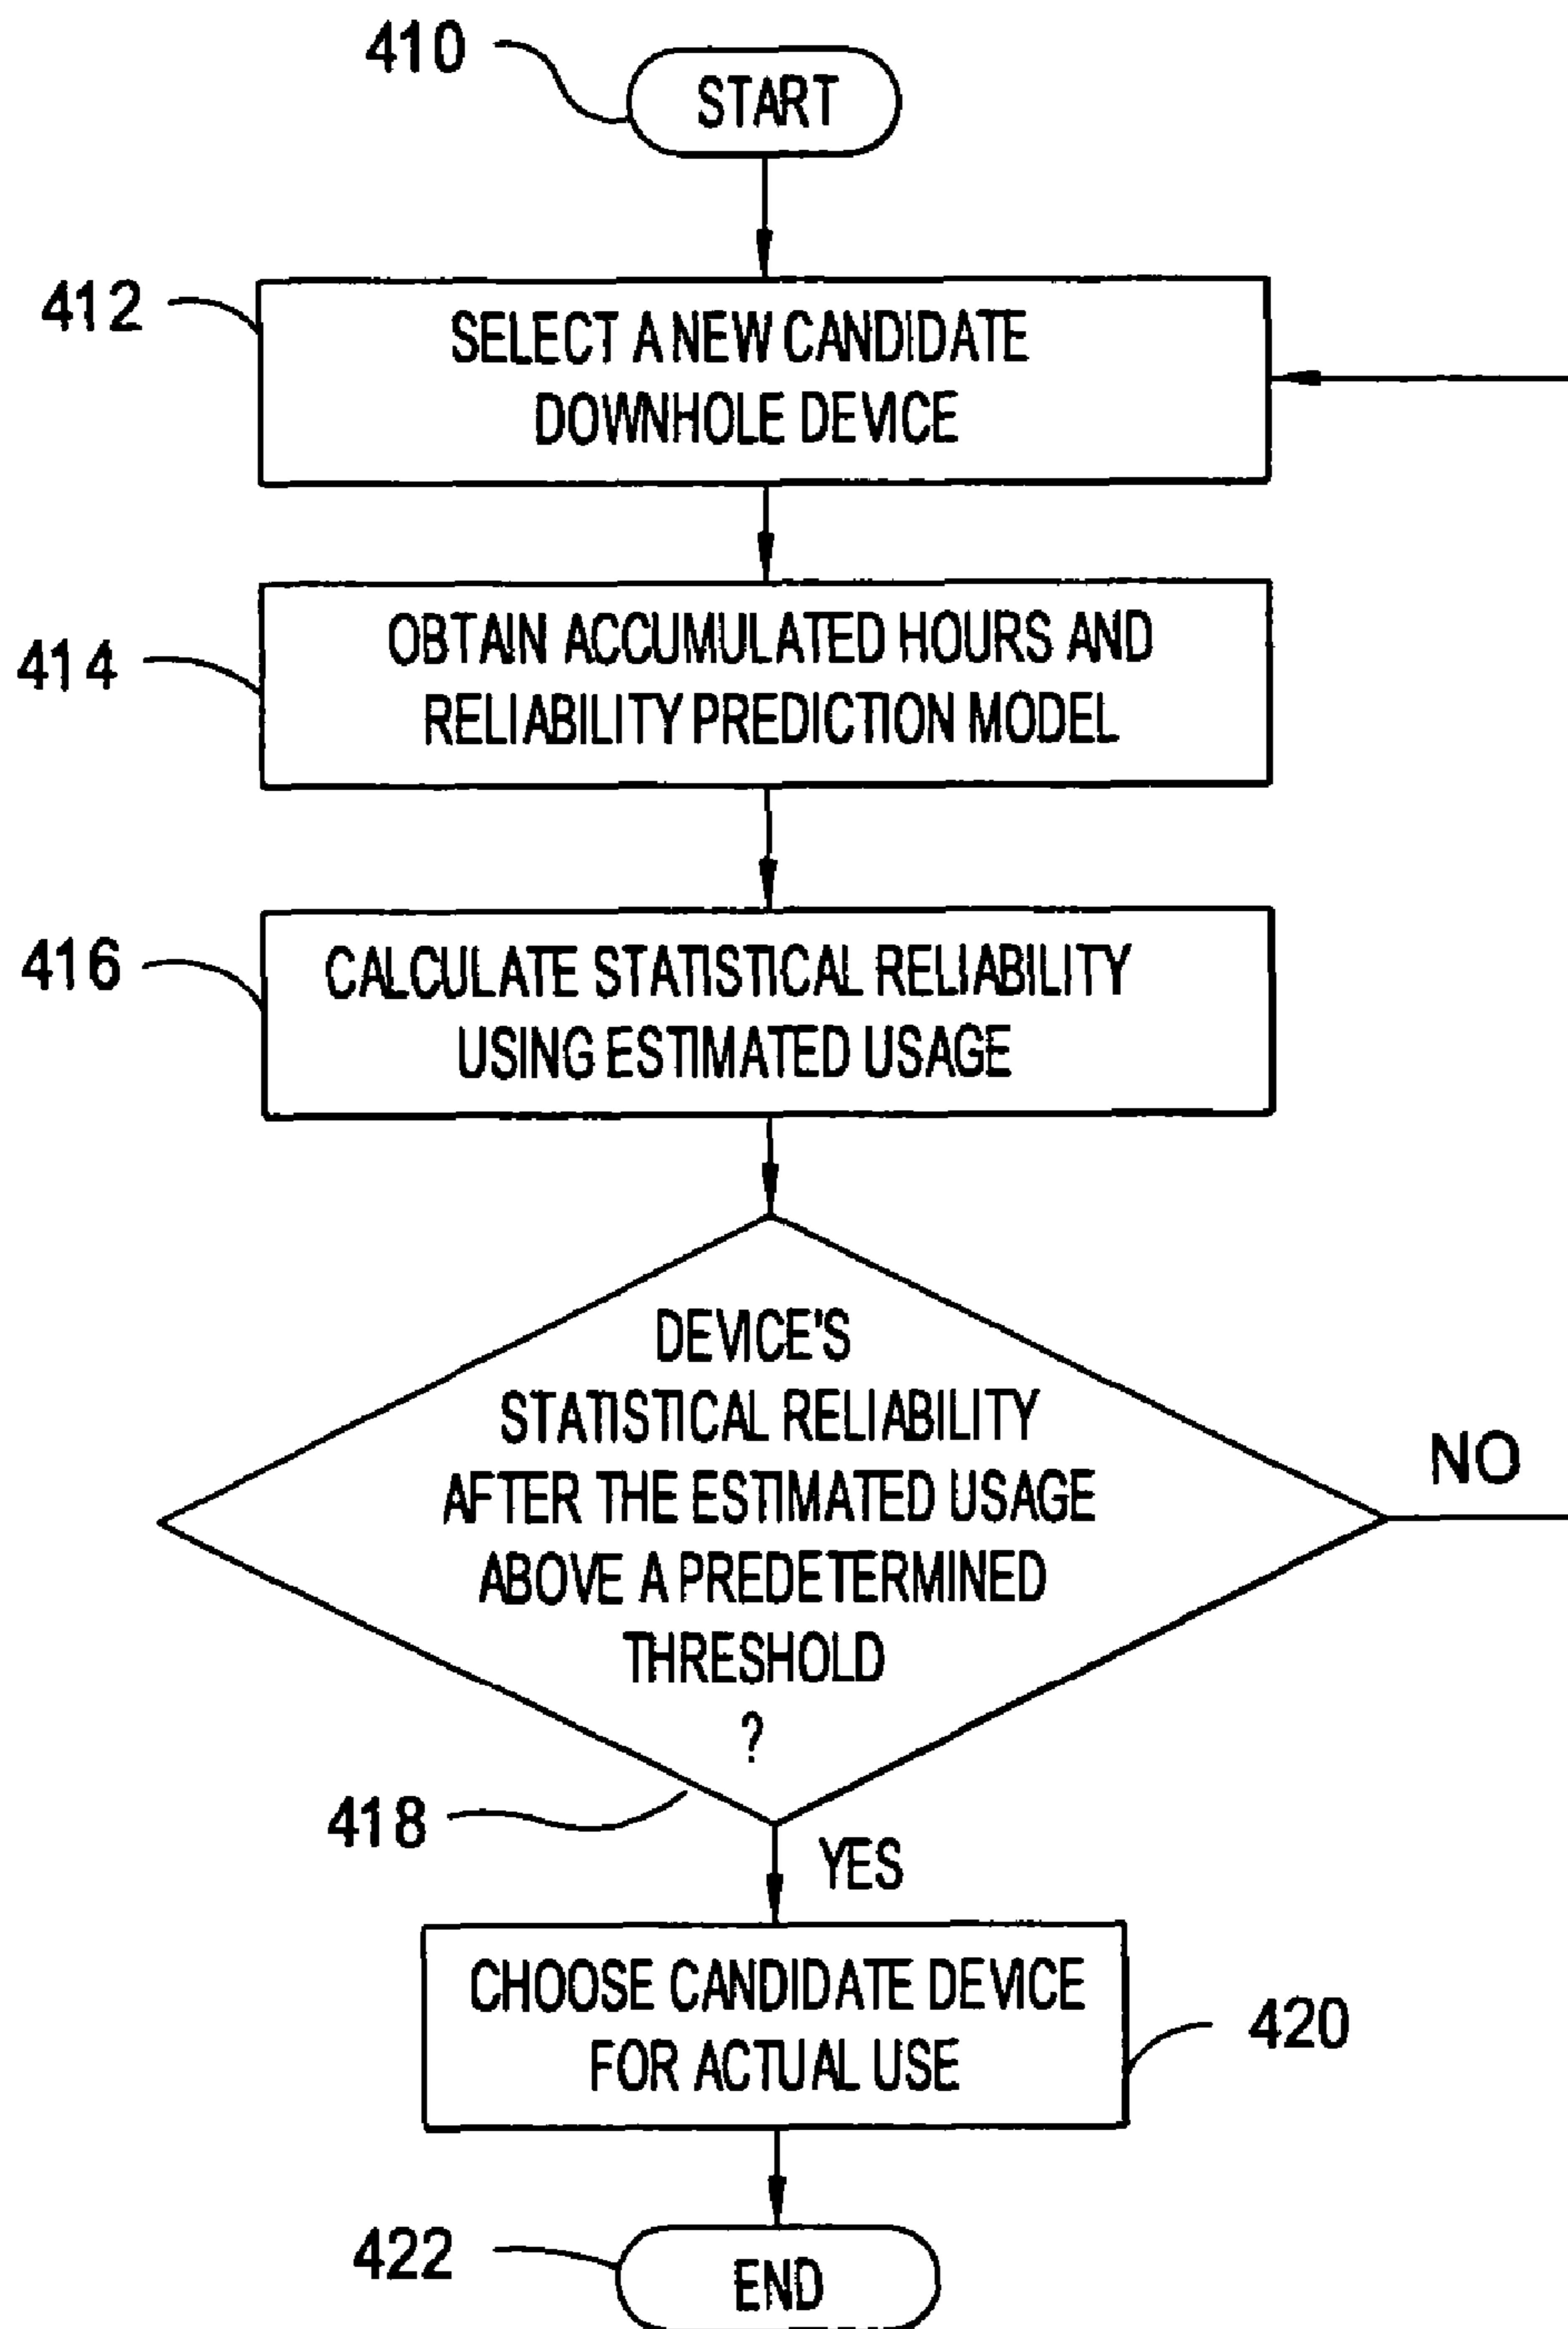 410
START
412
SELECT A NEW CANDIDATE
DOWNHOLE DEVICE
414
OBTAIN ACCUMULATED HOURS AND
RELIABILITY PREDICTION MODEL
416
CALCULATE STATISTICAL RELIABILITY
USING ESTIMATED USAGE
DEVICE'S
STATISTICAL RELIABILITY
AFTER THE ESTIMATED USAGE
ABOVE A PREDETERMINED
THRESHOLD
?
NO
418
YES
CHOOSE CANDIDATE DEVICE
FOR ACTUAL USE
420
422
END